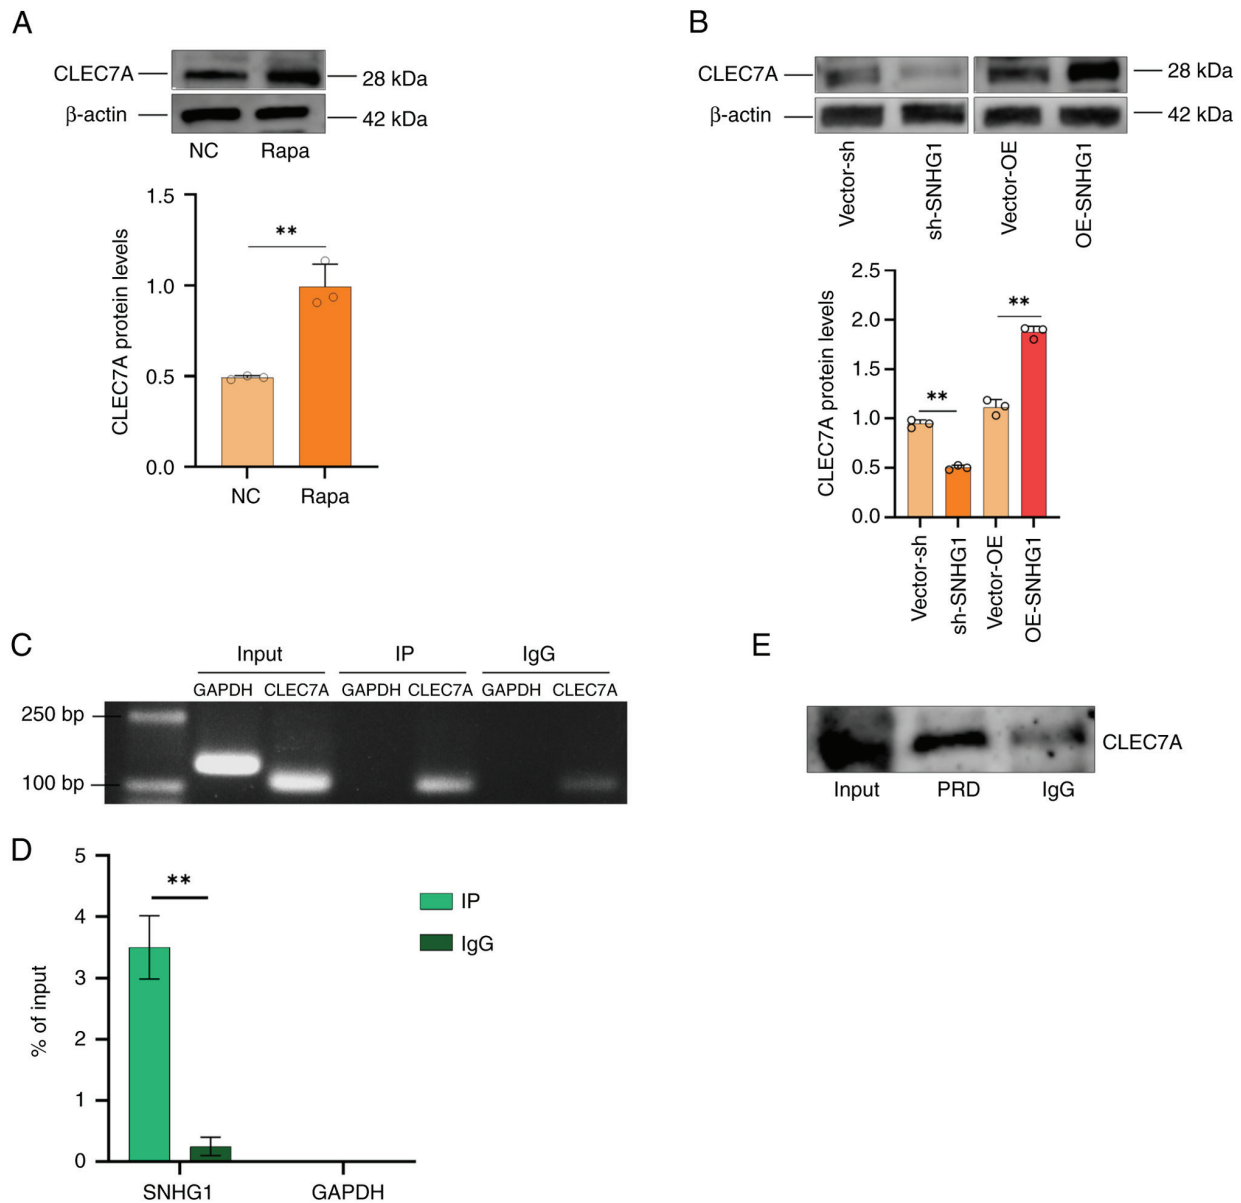 A
CLEC7A
28 kDa
β-actin
42 kDa
NC Rapa
CLEC7A protein levels
1.5
1.0
0.5
0.0
**
NC Rapa
B
CLEC7A
28 kDa
β-actin
42 kDa
Vector-sh
sh-SNHG1
Vector-OE
OE-SNHG1
CLEC7A protein levels
2.5
2.0
1.5
1.0
0.5
0.0
**
**
Vector-sh
sh-SNHG1
Vector-OE
OE-SNHG1
C
Input IP IgG
GAPDH CLEC7A GAPDH CLEC7A GAPDH CLEC7A
250 bp
100 bp
D
% of input
5
4
3
2
1
0
**
IP
IgG
SNHG1 GAPDH
E
CLEC7A
Input PRD IgG